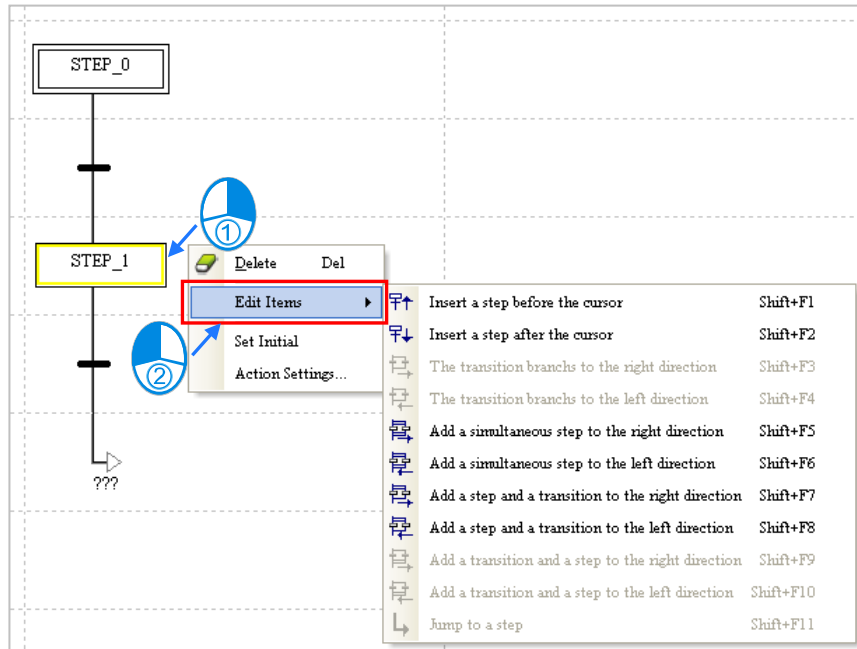 STEP_0
①
STEP_1
Delete Del
Edit Items
②
Set Initial
Action Settings...
Insert a step before the cursor Shift+F1
Insert a step after the cursor Shift+F2
The transition branchs to the right direction Shift+F3
The transition branchs to the left direction Shift+F4
Add a simultaneous step to the right direction Shift+F5
Add a simultaneous step to the left direction Shift+F6
Add a step and a transition to the right direction Shift+F7
Add a step and a transition to the left direction Shift+F8
Add a transition and a step to the right direction Shift+F9
Add a transition and a step to the left direction Shift+F10
Jump to a step Shift+F11
???